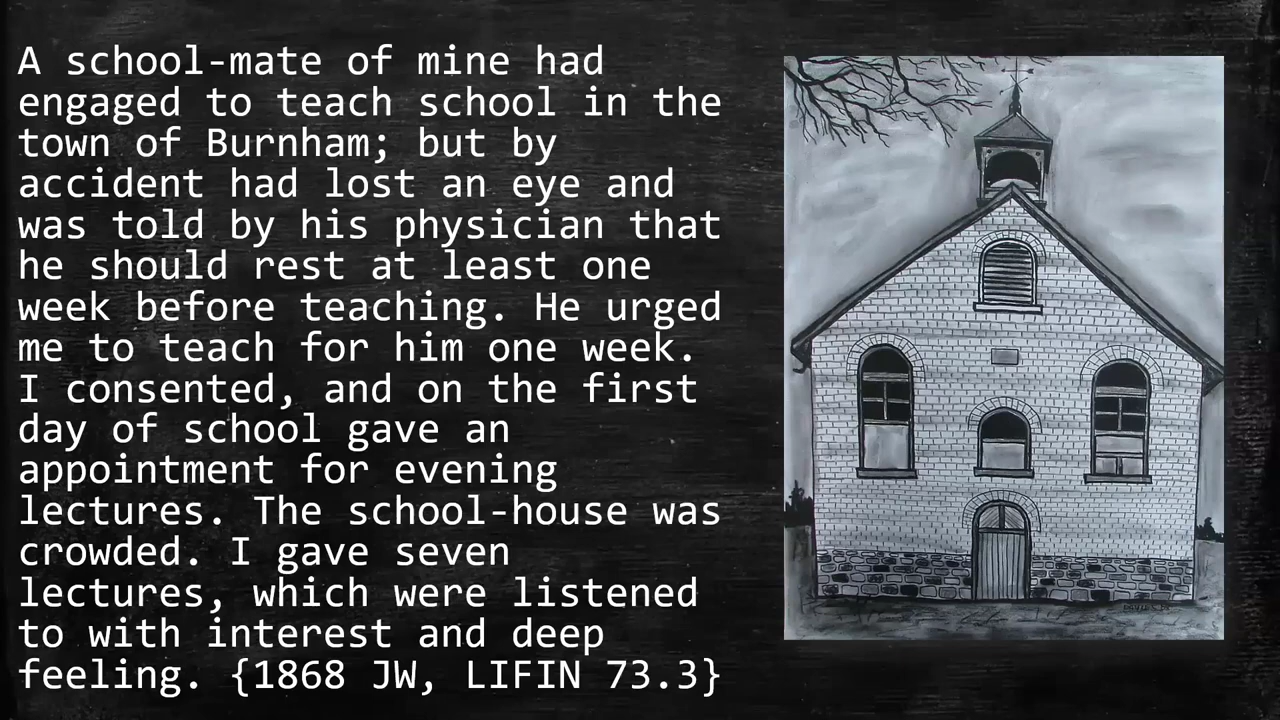 A school-mate of mine had
engaged to teach school in the
town of Burnham; but by
accident had lost an eye and
was told by his physician that
he should rest at least one
week before teaching. He urged
me to teach for him one week.
I consented, and on the first
day of school gave an
appointment for evening
lectures. The school-house was
crowded. I gave seven
lectures, which were listened
to with interest and deep
feeling. {1868 JW, LIFIN 73.3}